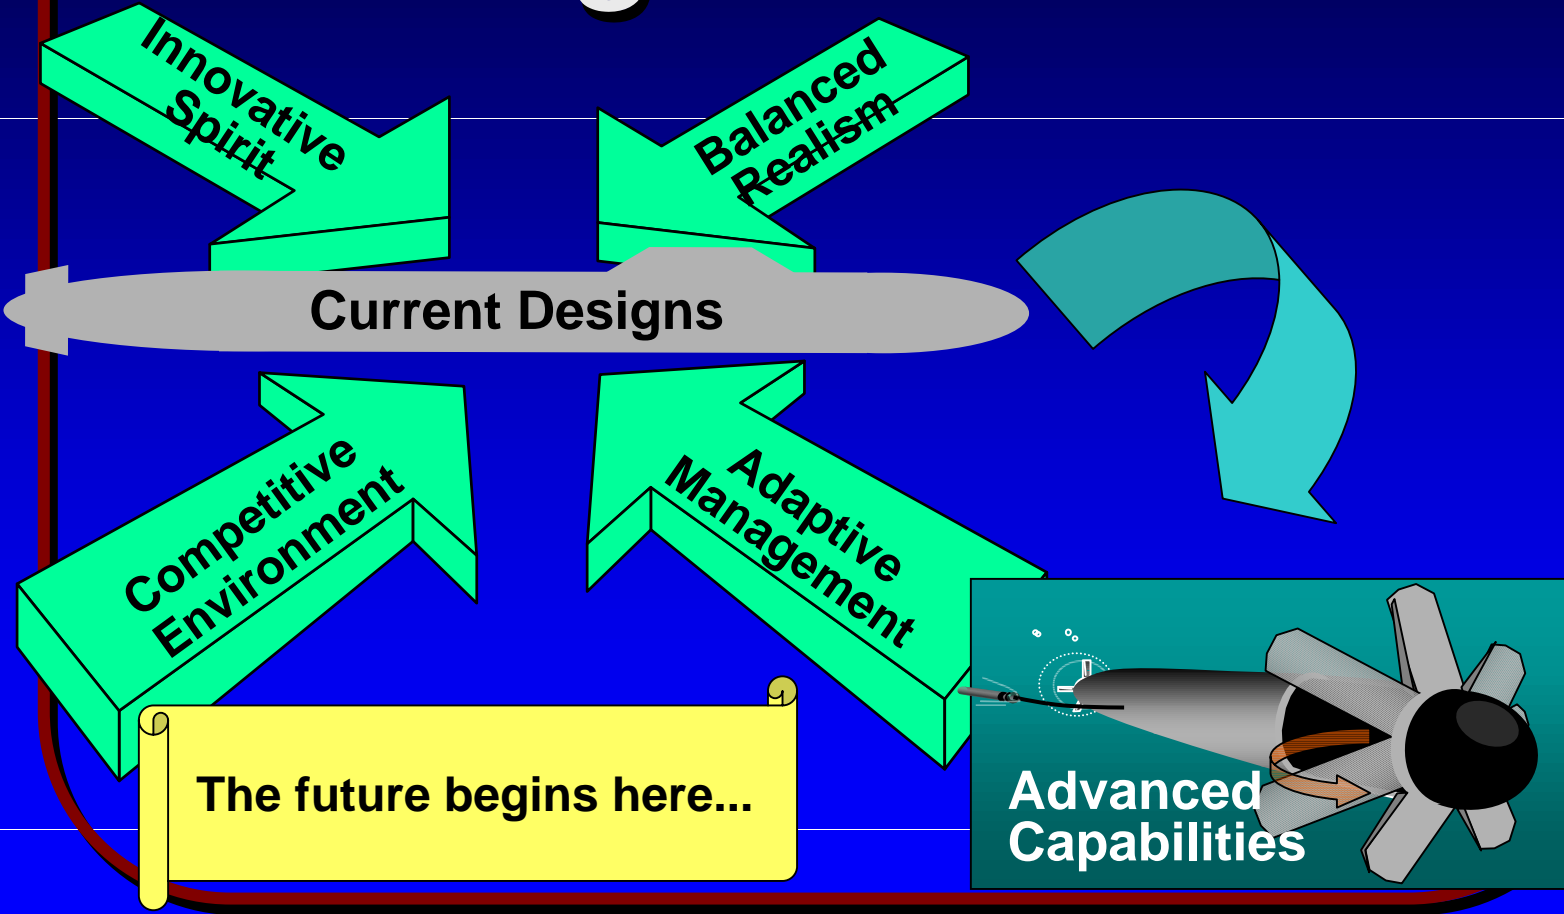 Innovative
Spirit
Balanced
Realism
Current Designs
Competitive
Environment
Adaptive
Management
The future begins here...
Advanced
Capabilities